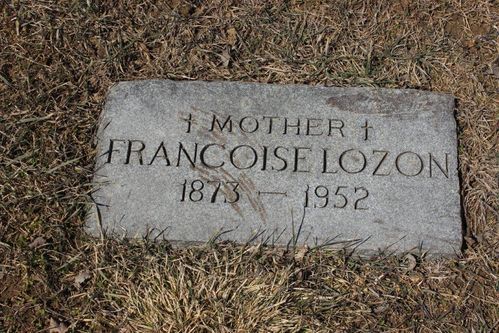 † MOTHER †
FRANCOISE LOZON
1873 — 1952